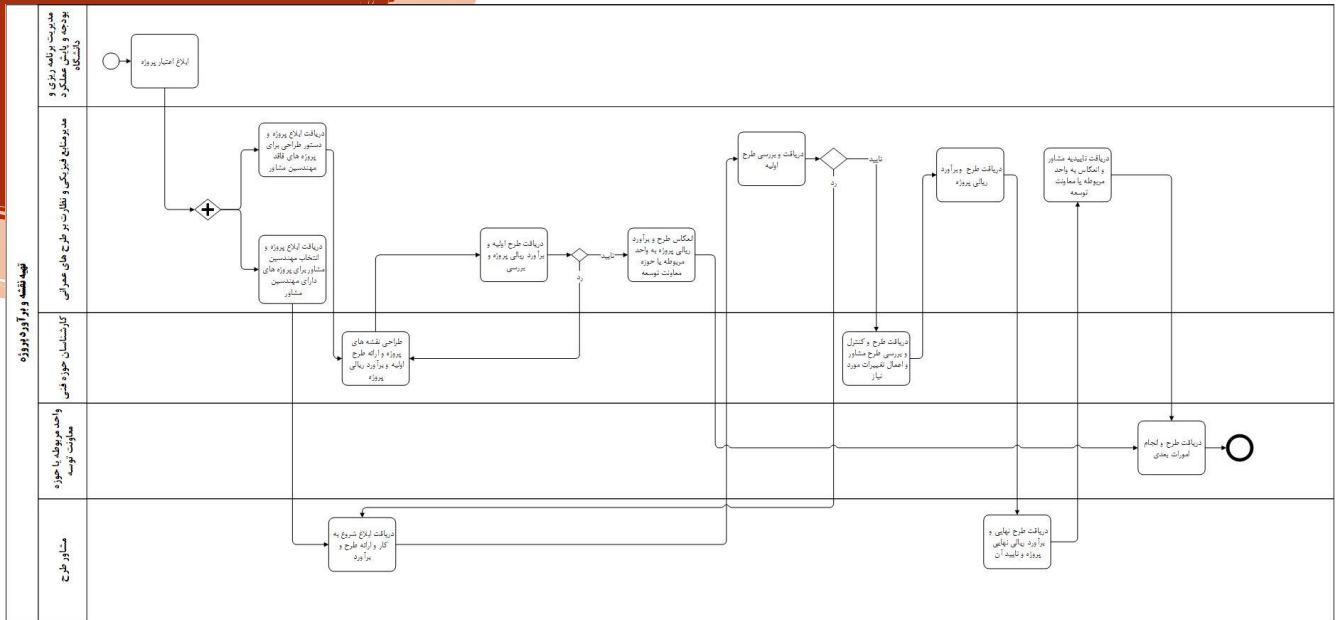 تهیه نقشه و برآورد پروژه
مدیریت برنامه ریزی و
بودجه و پایش عملکرد
دانشگاه
ابلاغ اعتبار پروژه
مدیرمنابع فیزیکی و نظارت بر طرح های عمرانی
دریافت ابلاغ پروژه و
دستور طراحی برای
پروژه های فاقد
مهندسین مشاور
دریافت ابلاغ پروژه و
انتخاب مهندسین
مشاور برای پروژه های
دارای مهندسین
مشاور
دریافت طرح اولیه و
برآورد ریالی پروژه و
بررسی
تایید
رد
انعکاس طرح و برآورد
ریالی پروژه به واحد
مربوطه یا حوزه
معاونت توسعه
دریافت و بررسی طرح
اولیه
تایید
رد
دریافت طرح وبرآورد
ریالی پروژه
دریافت تاییدیه مشاور
و انعکاس به واحد
مربوطه یا معاونت
توسعه
کارشناسان حوزه فنی
طراحی نقشه های
پروژه و ارائه طرح
اولیه و برآورد ریالی
پروژه
دریافت طرح و کنترل
و بررسی طرح مشاور
و اعمال تغییرات مورد
نیاز
واحد مربوطه یا حوزه
معاونت توسه
دریافت طرح و انجام
امورات بعدی
مشاور طرح
دریافت ابلاغ شروع به
کار و ارائه طرح و
برآورد
دریافت طرح نهایی و
برآورد ریالی نهایی
پروژه و تایید آن